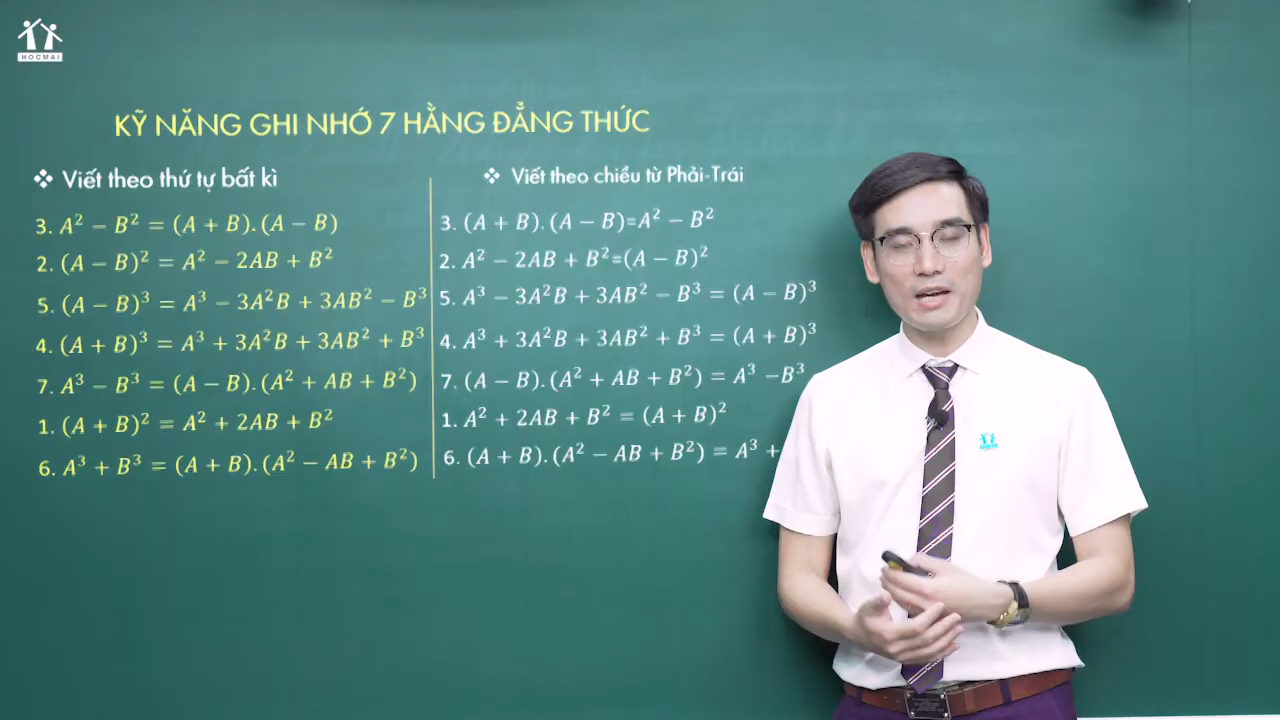 HOCMAI
KỸ NĂNG GHI NHỚ 7 HẰNG ĐẲNG THỨC
❖ Viết theo thứ tự bất kì
3. A² − B² = (A + B).(A − B)
2. (A − B)² = A² − 2AB + B²
5. (A − B)³ = A³ − 3A²B + 3AB² − B³
4. (A + B)³ = A³ + 3A²B + 3AB² + B³
7. A³ − B³ = (A − B).(A² + AB + B²)
1. (A + B)² = A² + 2AB + B²
6. A³ + B³ = (A + B).(A² − AB + B²)
❖ Viết theo chiều từ Phải-Trái
3. (A + B).(A − B)=A² − B²
2. A² − 2AB + B²=(A − B)²
5. A³ − 3A²B + 3AB² − B³ = (A − B)³
4. A³ + 3A²B + 3AB² + B³ = (A + B)³
7. (A − B).(A² + AB + B²) = A³ −B³
1. A² + 2AB + B² = (A + B)²
6. (A + B).(A² − AB + B²) = A³ +